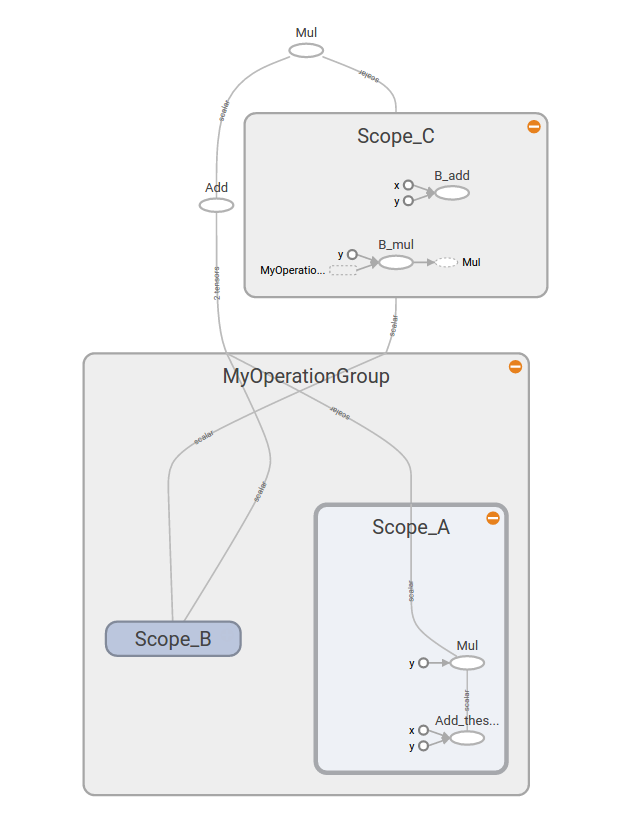 Mul
scalar
scalar
Scope_C
B_add
x
y
Add
B_mul
y
MyOperatio...
Mul
2 tensors
scalar
MyOperationGroup
scalar
scalar
scalar
Scope_A
scalar
Scope_B
Mul
y
scalar
Add_thes...
x
y